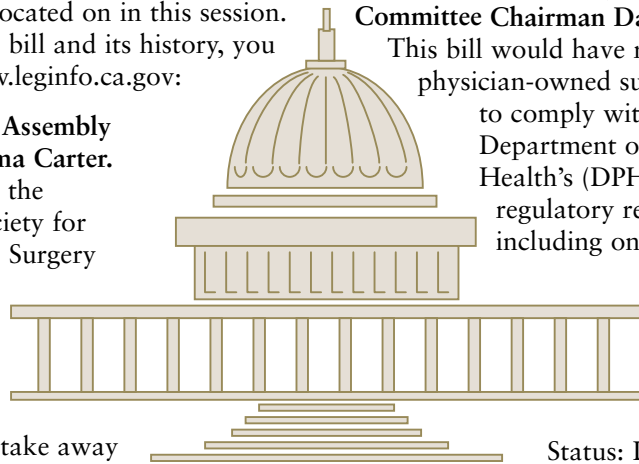 ocated on in this session.
bill and its history, you
w.leginfo.ca.gov:
Assembly
ma Carter.
the
ciety for
Surgery
take away
Committee Chairman Da
This bill would have r
physician-owned su
to comply wit
Department o
Health's (DPH
regulatory re
including on
Status: I